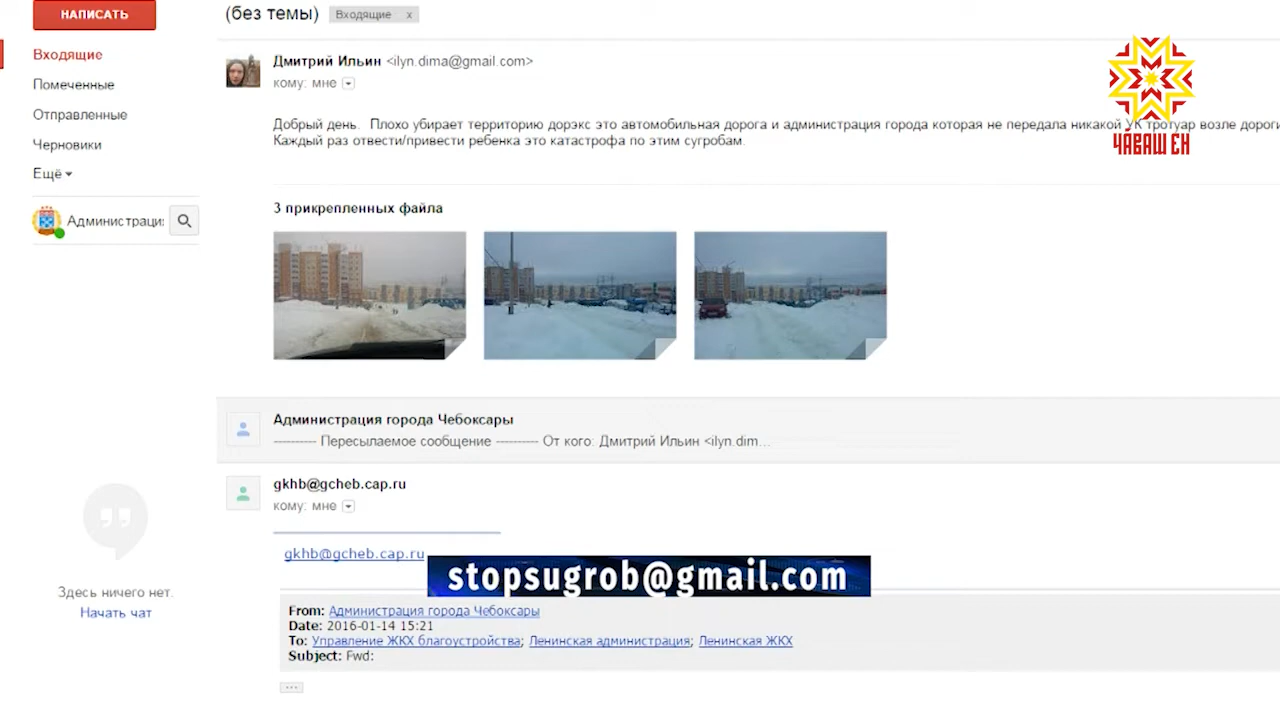 НАПИСАТЬ
(без темы) Входящие x
Входящие
Помеченные
Отправленные
Черновики
Ещё
Администраци
Дмитрий Ильин <ilyn.dima@gmail.com>
кому: мне
Добрый день. Плохо убирает территорию дорэкс это автомобильная дорога и администрация города которая не передала никакой УК тротуар возле дороги
Каждый раз отвести/привести ребенка это катастрофа по этим сугробам.
ЧӐВАШ ЕН
3 прикрепленных файла
Администрация города Чебоксары
---------- Пересылаемое сообщение ---------- От кого: Дмитрий Ильин <ilyn.dim...
gkhb@gcheb.cap.ru
кому: мне
gkhb@gcheb.cap.ru
stopsugrob@gmail.com
Здесь ничего нет.
Начать чат
From: Администрация города Чебоксары
Date: 2016-01-14 15:21
To: Управление ЖКХ благоустройства; Ленинская администрация; Ленинская ЖКХ
Subject: Fwd:
...